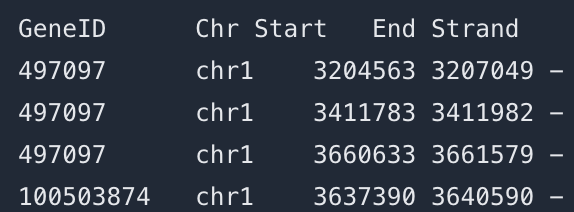 GeneID Chr Start End Strand
497097 chr1 3204563 3207049 -
497097 chr1 3411783 3411982 -
497097 chr1 3660633 3661579 -
100503874 chr1 3637390 3640590 -